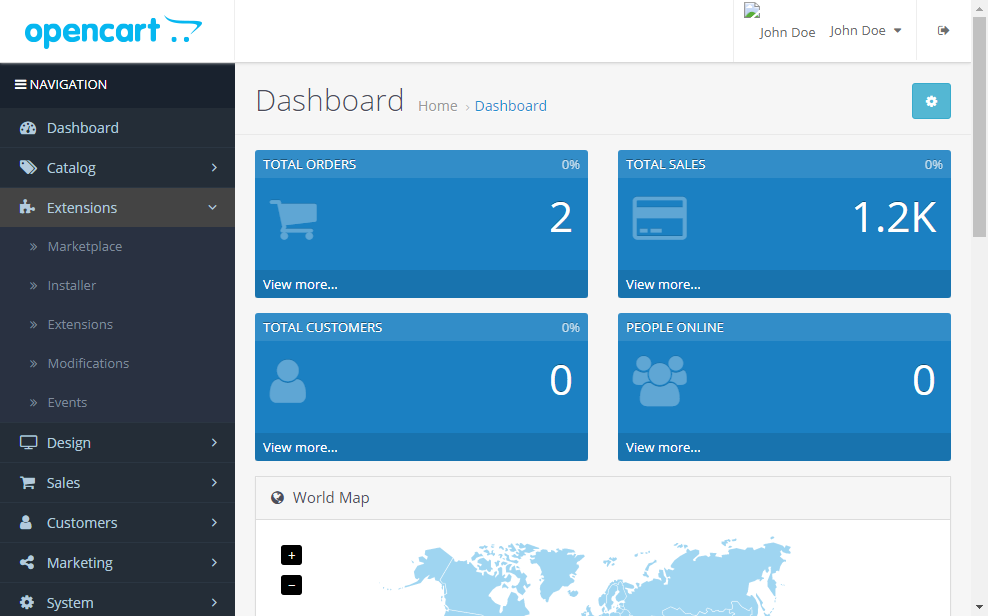 opencart
John Doe
John Doe
NAVIGATION
Dashboard
Catalog
Extensions
Marketplace
Installer
Extensions
Modifications
Events
Design
Sales
Customers
Marketing
System
Dashboard
Home › Dashboard
TOTAL ORDERS 0%
2
View more...
TOTAL SALES 0%
1.2K
View more...
TOTAL CUSTOMERS 0%
0
View more...
PEOPLE ONLINE
0
View more...
World Map
+
−